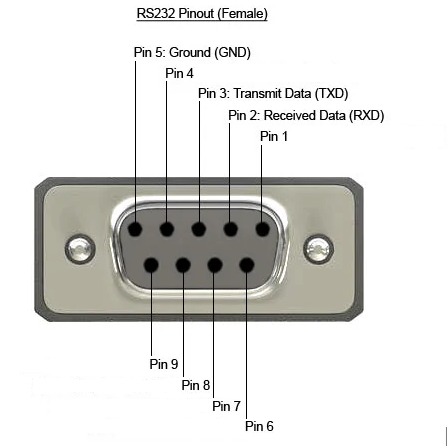 RS232 Pinout (Female)
Pin 5: Ground (GND)
Pin 4
Pin 3: Transmit Data (TXD)
Pin 2: Received Data (RXD)
Pin 1
Pin 9
Pin 8
Pin 7
Pin 6